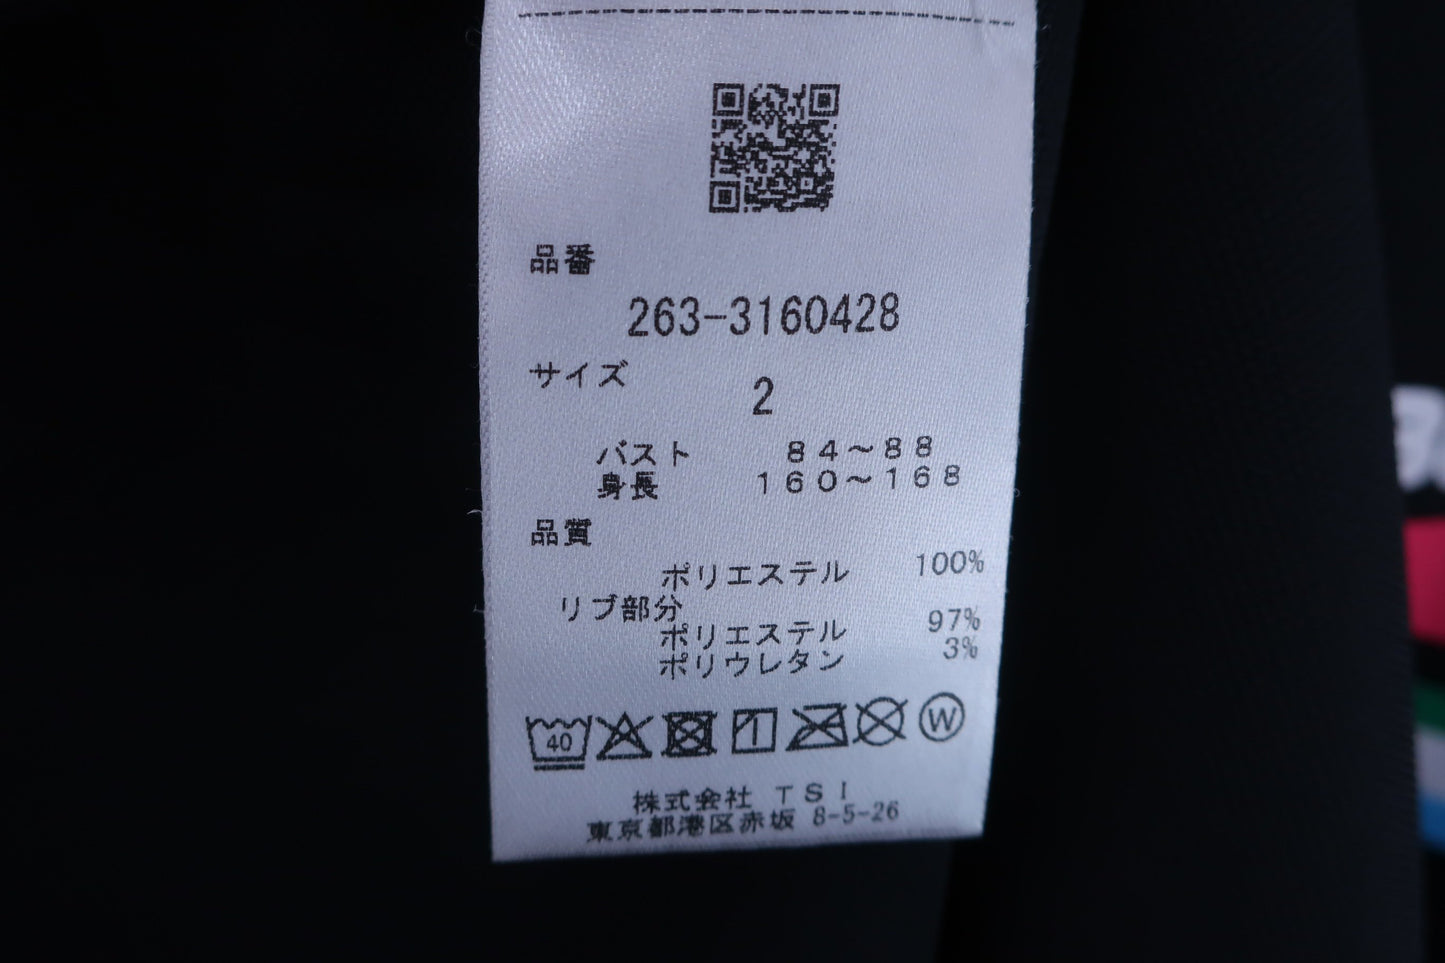 品番
263-3160428
サイズ
2
バスト 84～88
身長 160～168
品質
ポリエステル 100%
リブ部分
ポリエステル 97%
ポリウレタン 3%
40
W
株式会社 TSI
東京都港区赤坂 8-5-26